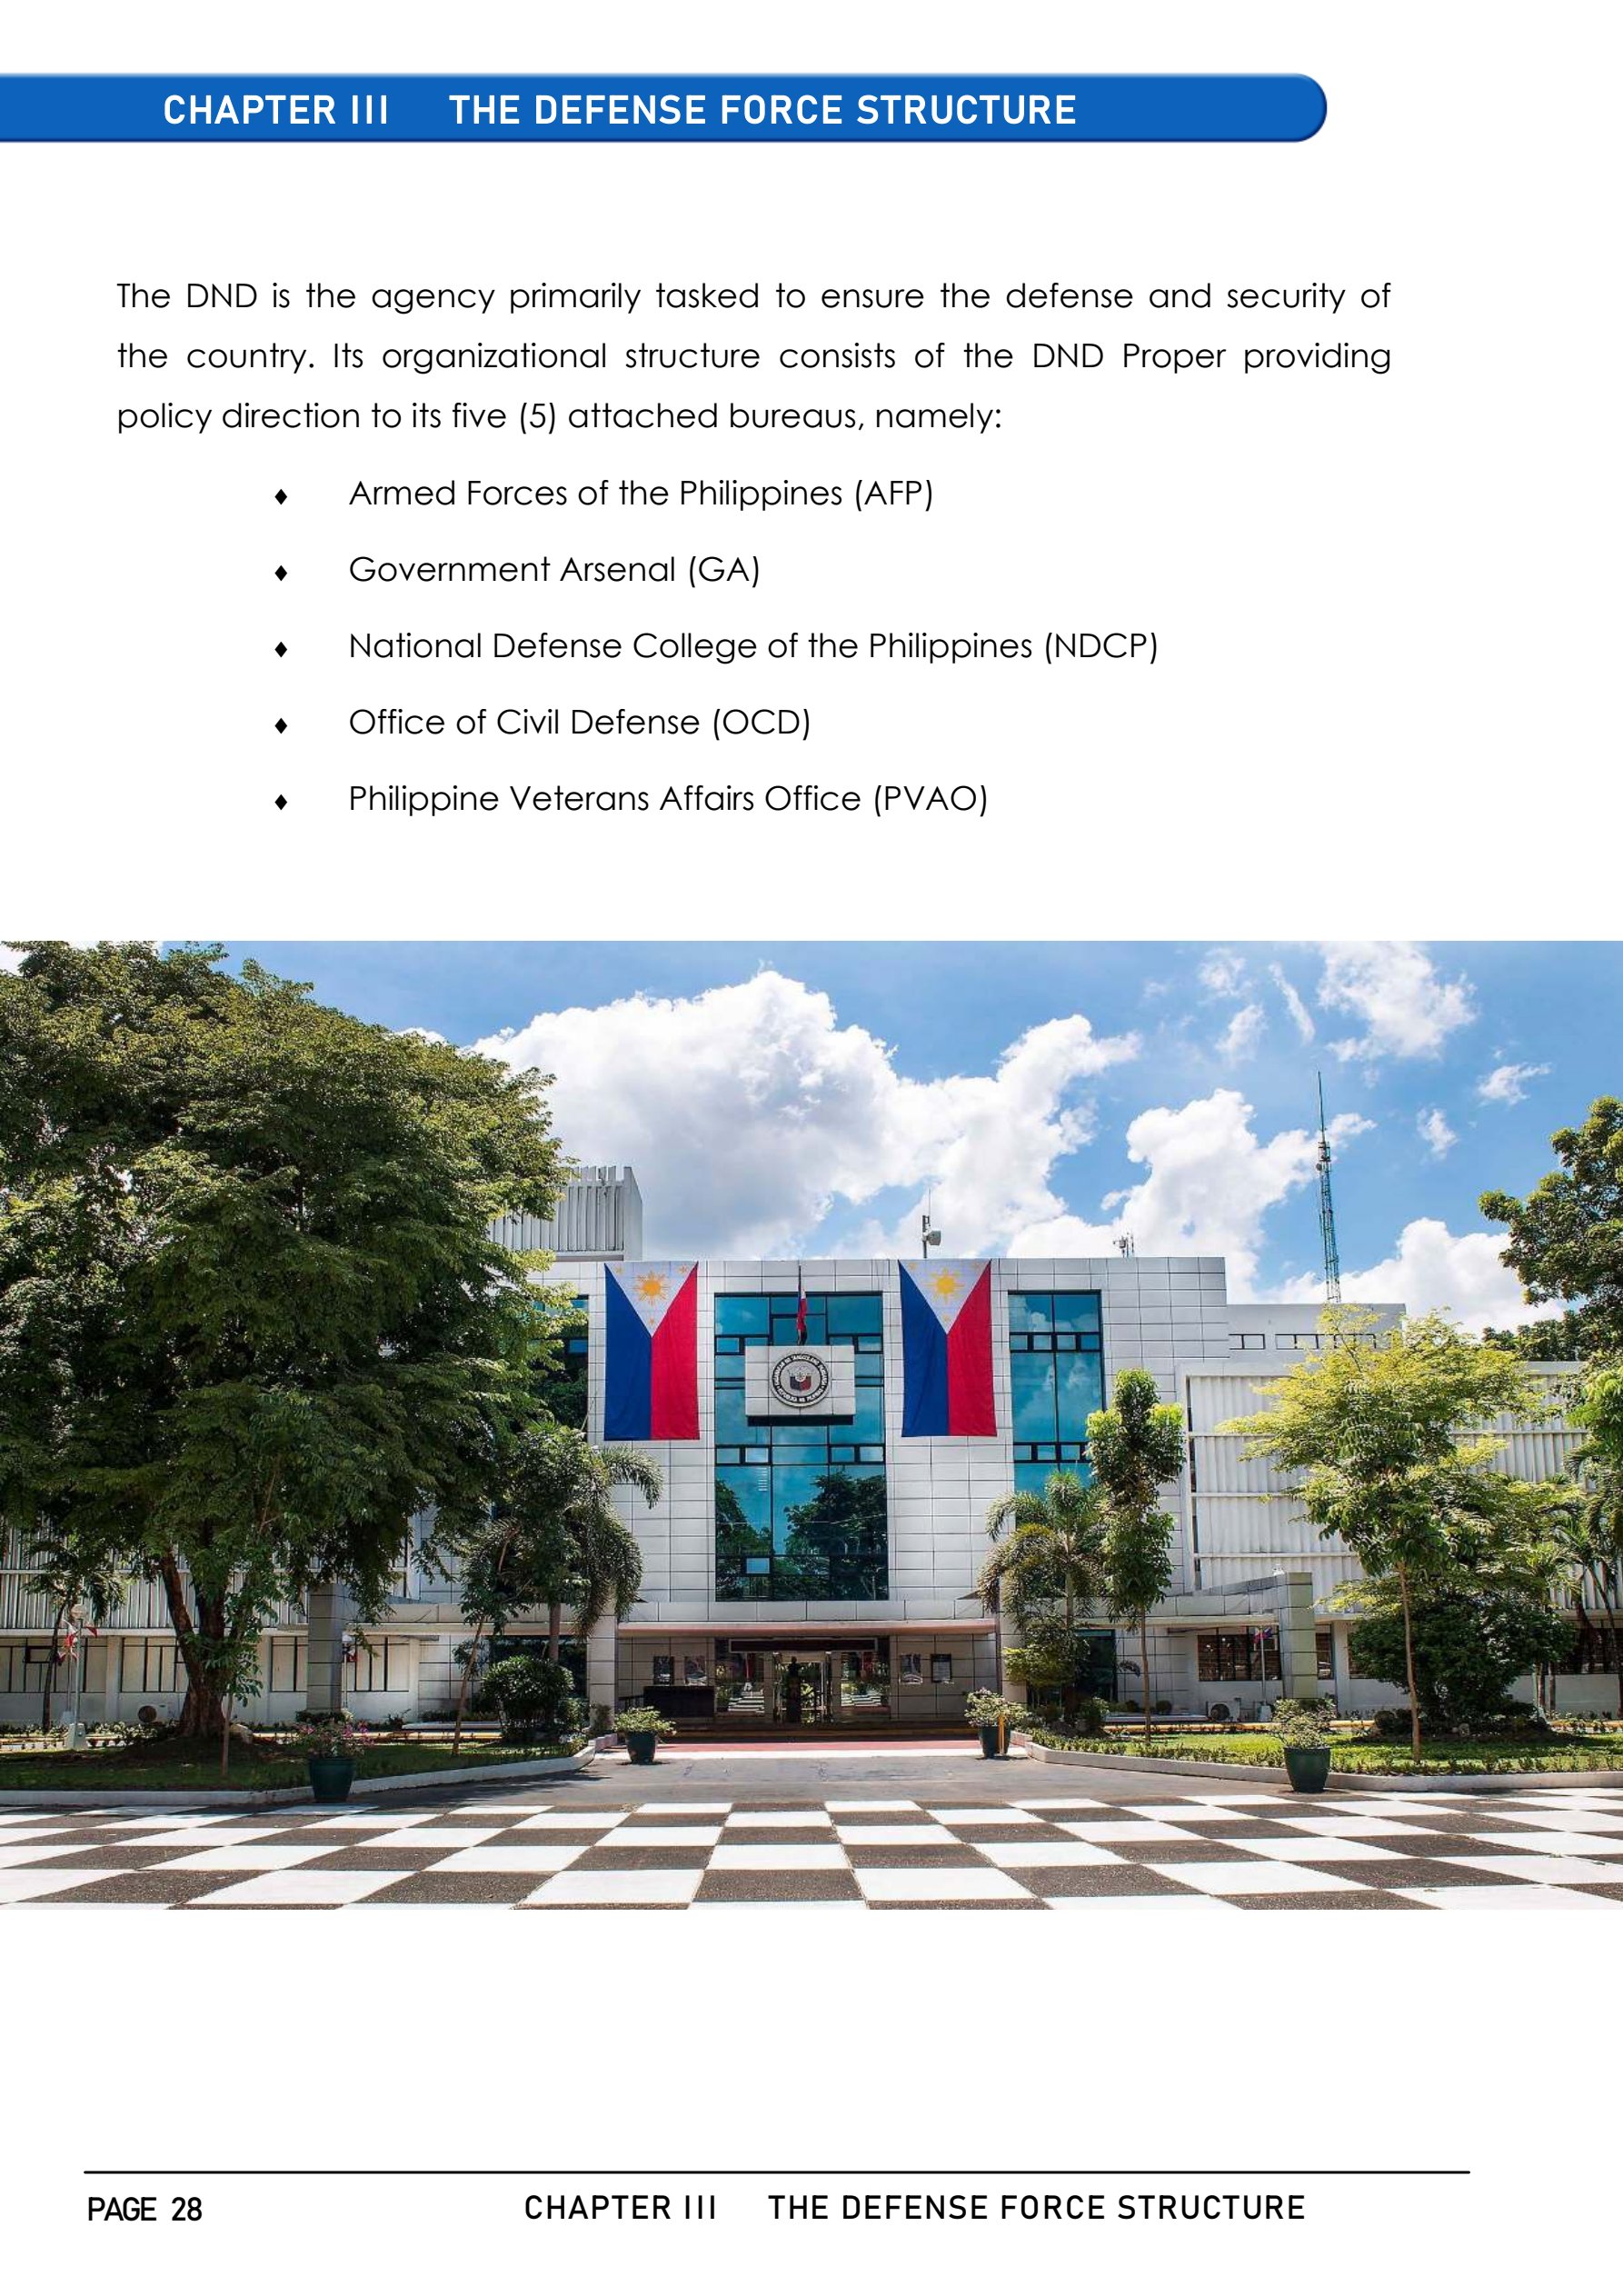 CHAPTER III THE DEFENSE FORCE STRUCTURE
The DND is the agency primarily tasked to ensure the defense and security of
the country. Its organizational structure consists of the DND Proper providing
policy direction to its five (5) attached bureaus, namely:
♦ Armed Forces of the Philippines (AFP)
♦ Government Arsenal (GA)
♦ National Defense College of the Philippines (NDCP)
♦ Office of Civil Defense (OCD)
♦ Philippine Veterans Affairs Office (PVAO)
PAGE 28 CHAPTER III THE DEFENSE FORCE STRUCTURE